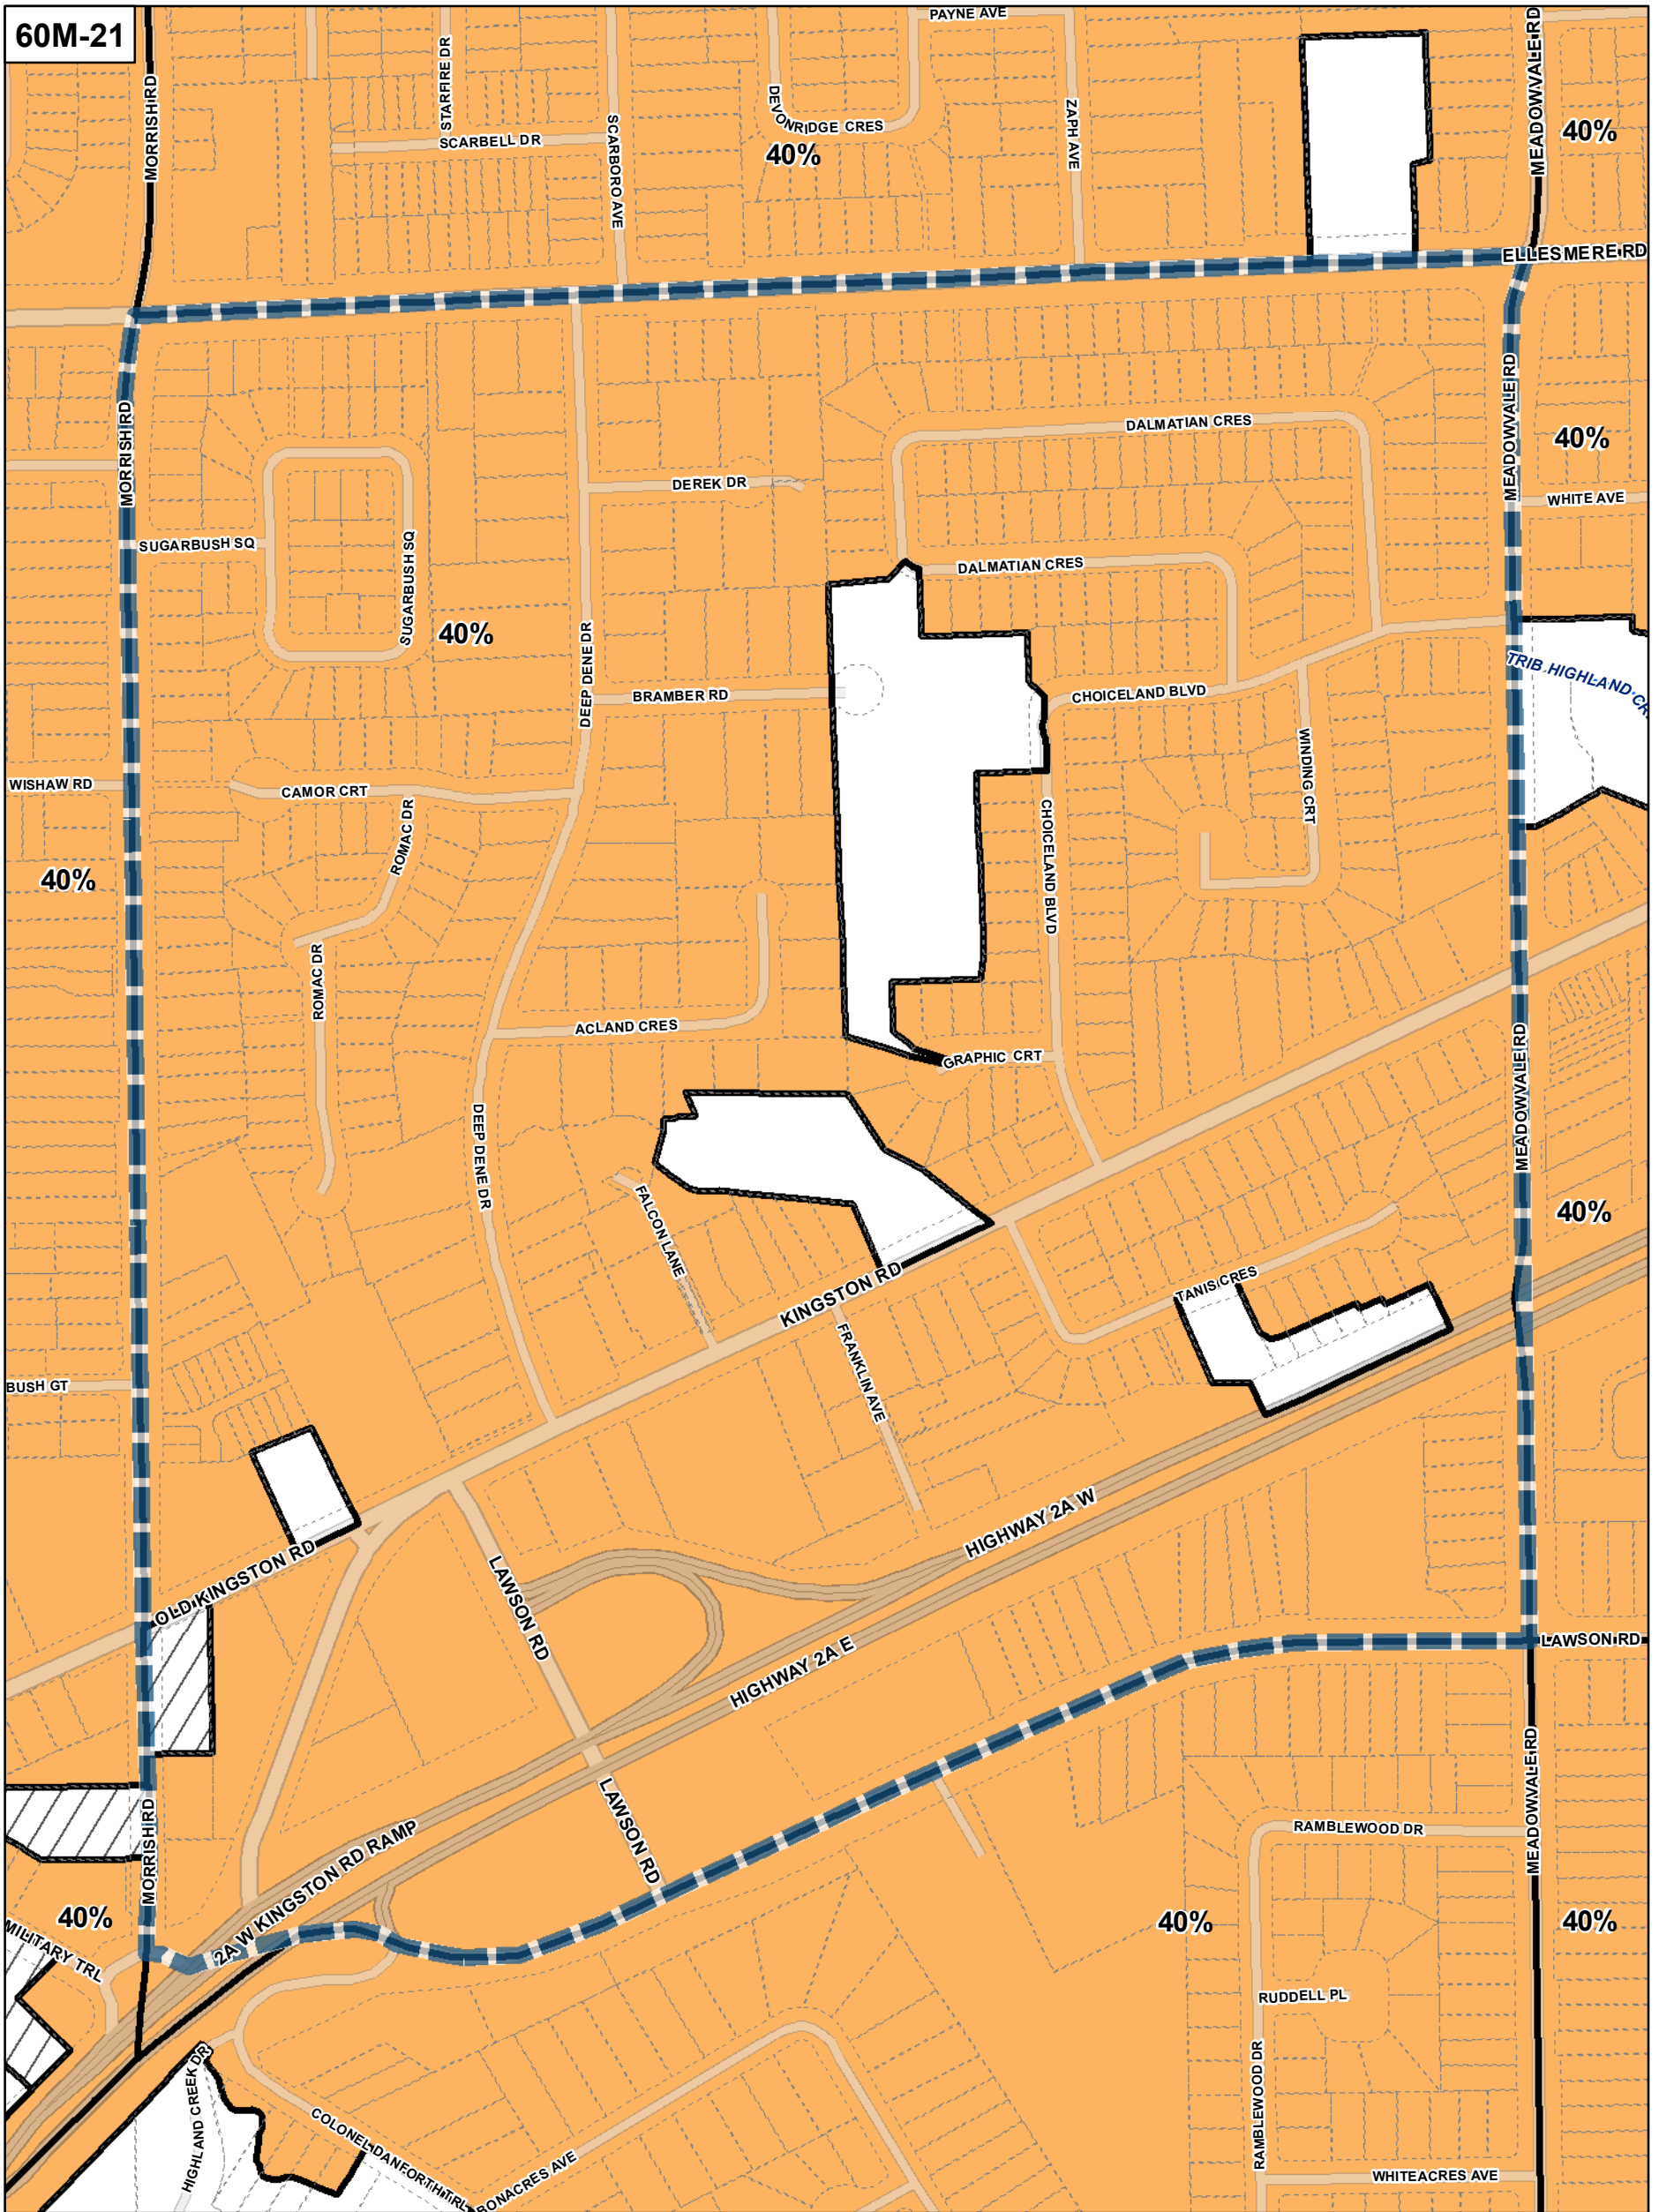 60M-21
PAYNE AVE
MORRISH RD
STARFIRE DR
SCARBELL DR
SCARBORO AVE
DEVONRIDGE CRES
40%
ZAPH AVE
MEADOWVALE RD
40%
ELLESMERE RD
MORRISH RD
SUGARBUSH SQ
SUGARBUSH SQ
40%
DEREK DR
DEEP DENE DR
BRAMBER RD
DALMATIAN CRES
DALMATIAN CRES
MEADOWVALE RD
40%
WHITE AVE
CHOICELAND BLVD
WINDING CRT
WISHAW RD
CAMOR CRT
ROMAC DR
40%
ROMAC DR
CHOICELAND BLVD
ACLAND CRES
GRAPHIC CRT
DEEP DENE DR
FALCON LANE
KINGSTON RD
FRANKLIN AVE
TANIS CRES
MEADOWVALE RD
40%
BUSH GT
OLD KINGSTON RD
LAWSON RD
HIGHWAY 2A W
HIGHWAY 2A E
LAWSON RD
LAWSON RD
MORRISH RD
2A W KINGSTON RD RAMP
40%
MILITARY TRL
MEADOWVALE RD
RAMBLEWOOD DR
40%
40%
RUDDELL PL
RAMBLEWOOD DR
HIGHLAND CREEK DR
COLONEL DANFORTH TRL
BONACRES AVE
WHITEACRES AVE